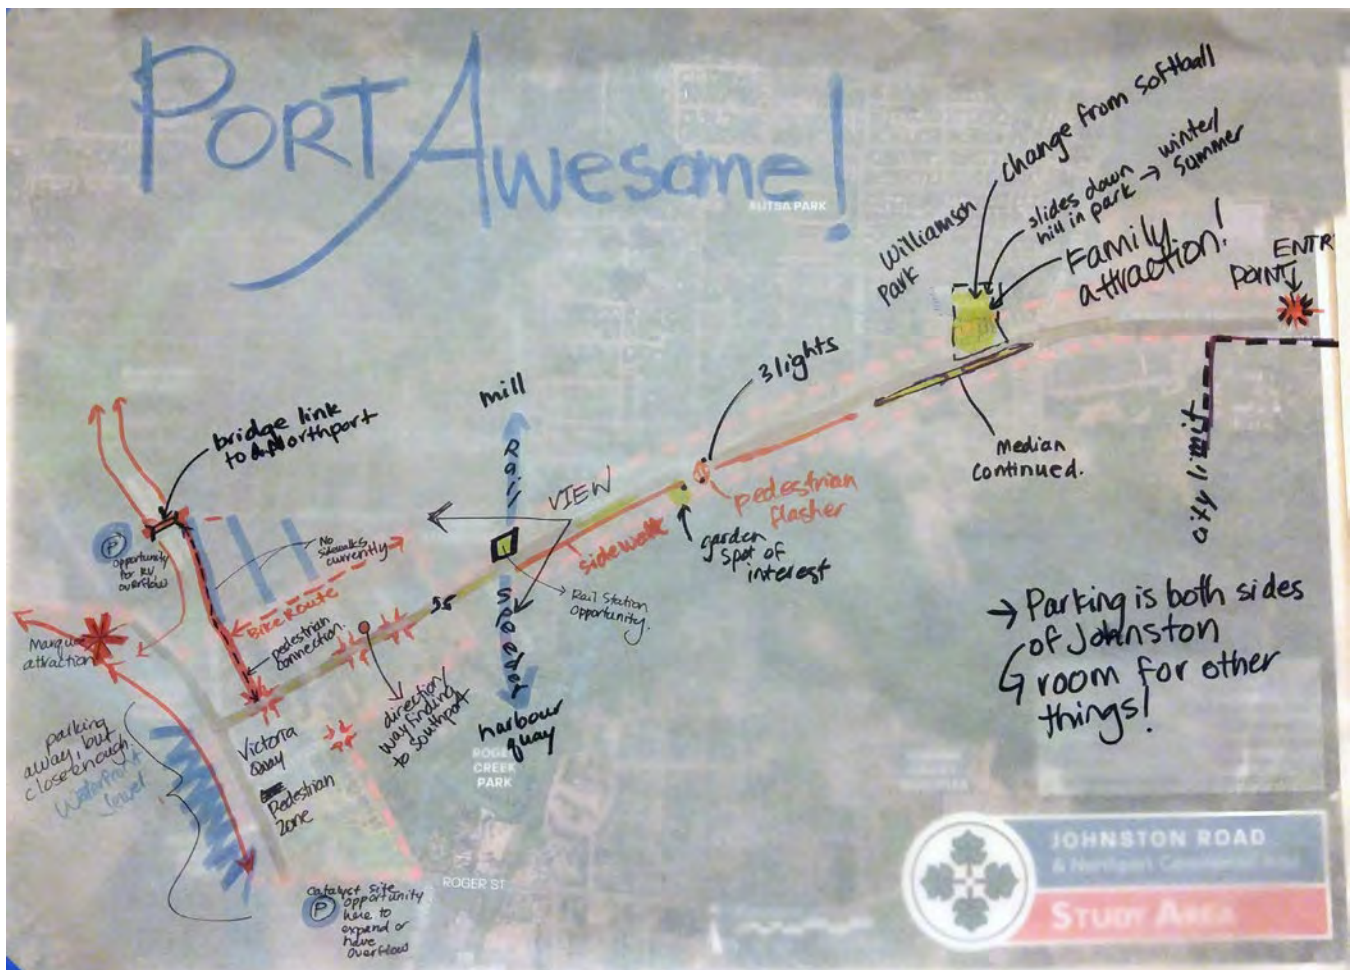 PORT Awesome!
KUTSA PARK
change from softball
slides down
hill in park → winter/
summer
Williamson
Park
Family
attraction!
ENTR
POINT
3 lights
Median
continued.
city limit
mill
Rail
bridge link
to Northport
VIEW
pedestrian
flasher
sidewalk
garden
spot of
interest
P
opportunity
for RV
overflow
No
sidewalks
currently
Bike Route
pedestrian
connection.
Rail Station
opportunity.
Marquee
attraction
direction/
wayfinding
to southport
harbour
quay
ROGER
CREEK
PARK
→ Parking is both sides
of Johnston
↳ room for other
things!
parking
away, but
close enough.
Waterfront
Victoria
Quay
Pedestrian
zone
ROGER ST
P
catalyst site
opportunity
here to
expand or
have
overflow
JOHNSTON ROAD
STUDY AREA